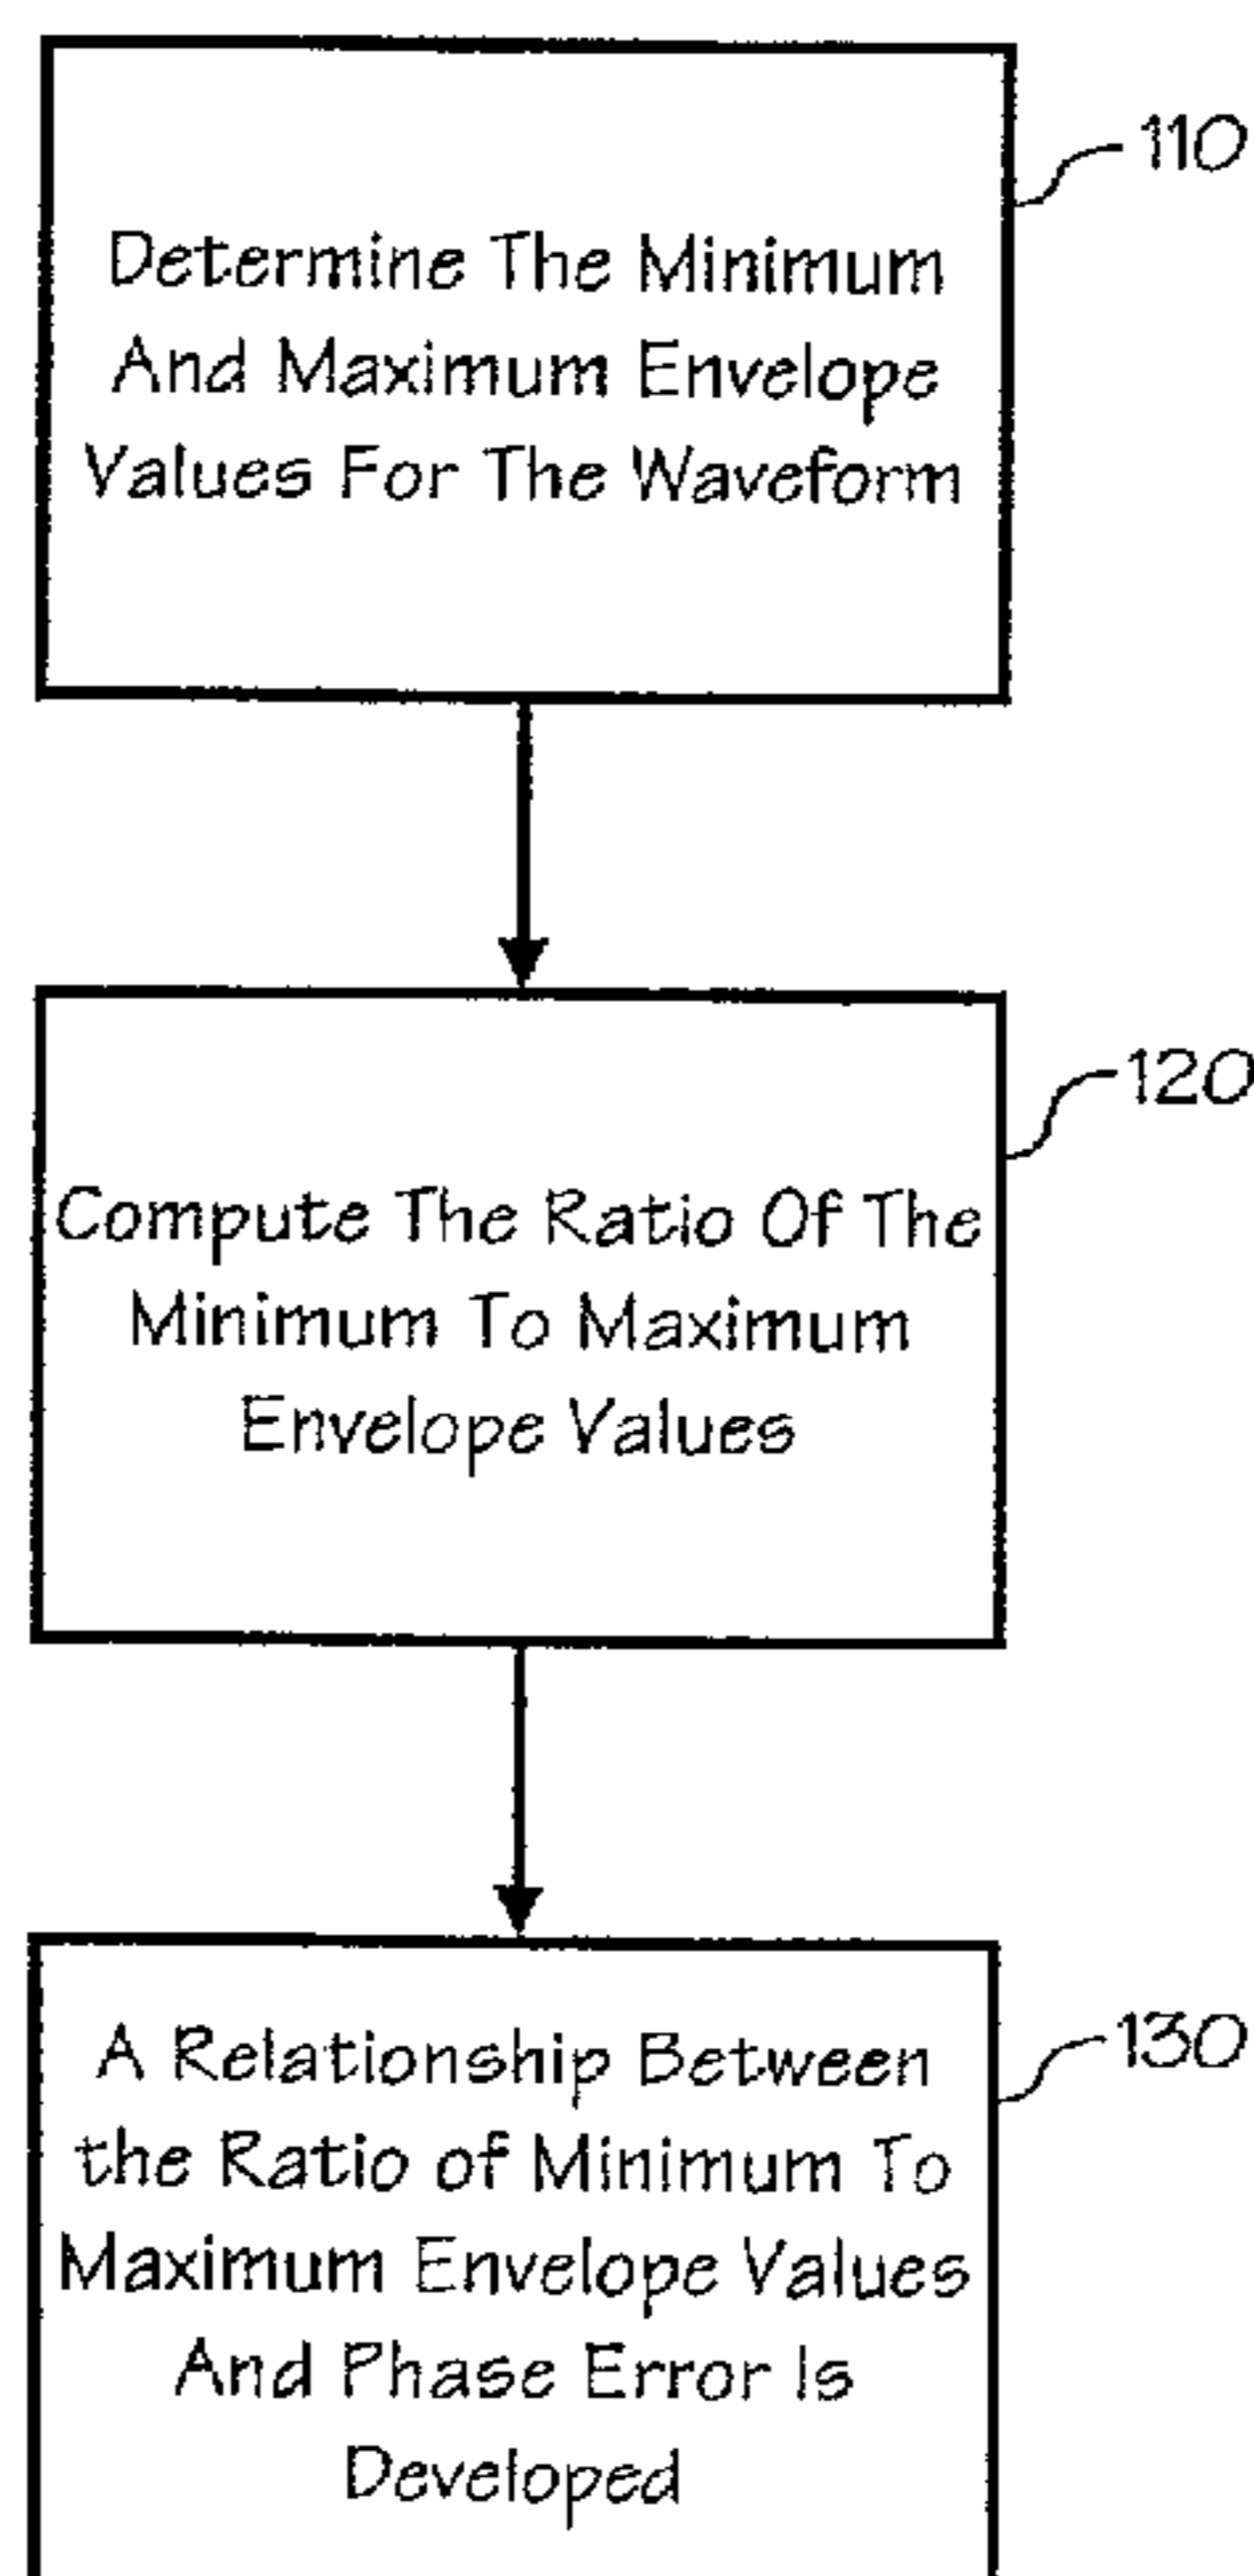 110
Determine The Minimum
And Maximum Envelope
Values For The Waveform
120
Compute The Ratio Of The
Minimum To Maximum
Envelope Values
130
A Relationship Between
the Ratio of Minimum To
Maximum Envelope Values
And Phase Error Is
Developed